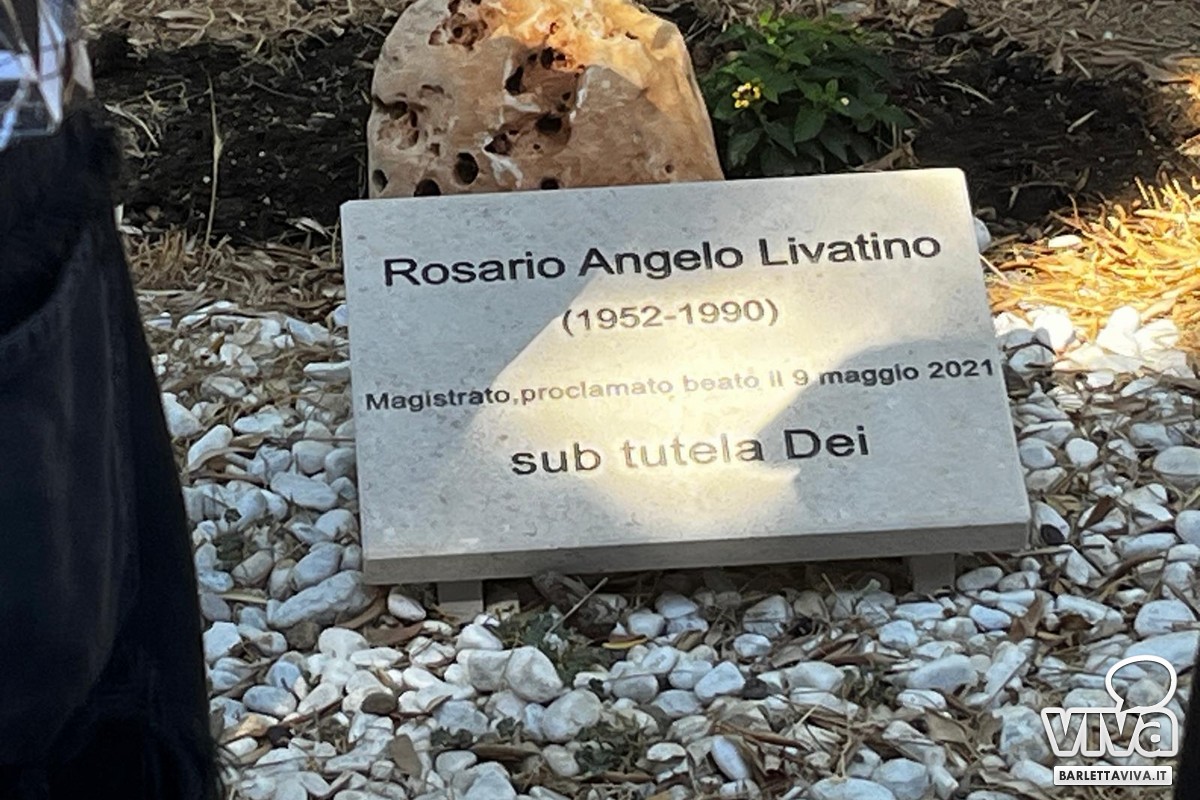 Rosario Angelo Livatino
(1952-1990)
Magistrato,proclamato beato il 9 maggio 2021
sub tutela Dei
viva
BARLETTAVIVA.IT